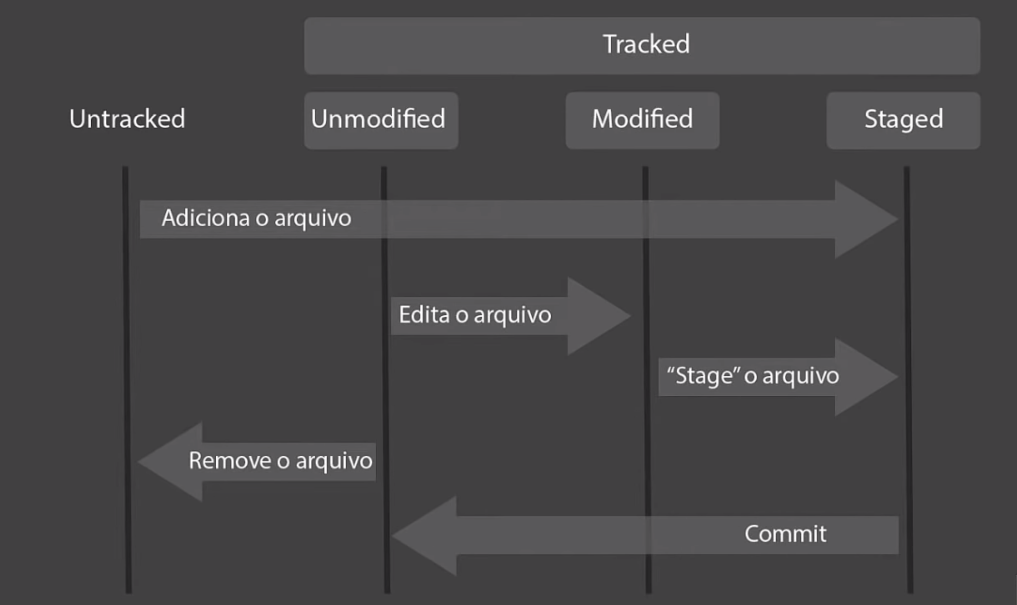 Tracked
Untracked
Unmodified
Modified
Staged
Adiciona o arquivo
Edita o arquivo
“Stage” o arquivo
Remove o arquivo
Commit